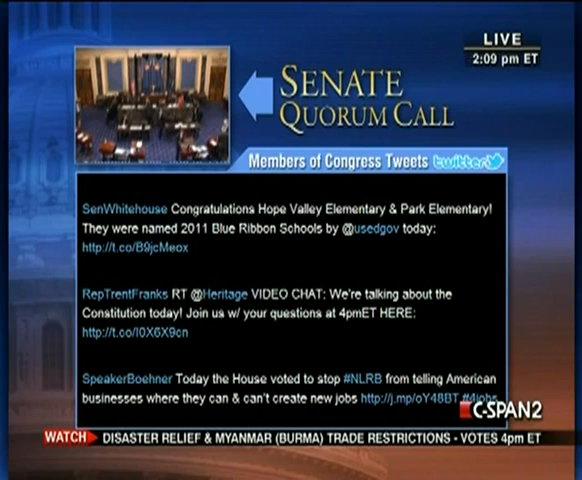 LIVE
2:09 pm ET
SENATE
QUORUM CALL
Members of Congress Tweets twitter
SenWhitehouse Congratulations Hope Valley Elementary & Park Elementary!
They were named 2011 Blue Ribbon Schools by @usedgov today:
http://t.co/B9jcMeox
RepTrentFranks RT @Heritage VIDEO CHAT: We're talking about the
Constitution today! Join us w/ your questions at 4pmET HERE:
http://t.co/I0X6X9cn
SpeakerBoehner Today the House voted to stop #NLRB from telling American
businesses where they can & can't create new jobs http://j.mp/oY48BT #4jobs
C-SPAN2
WATCH DISASTER RELIEF & MYANMAR (BURMA) TRADE RESTRICTIONS - VOTES 4pm ET